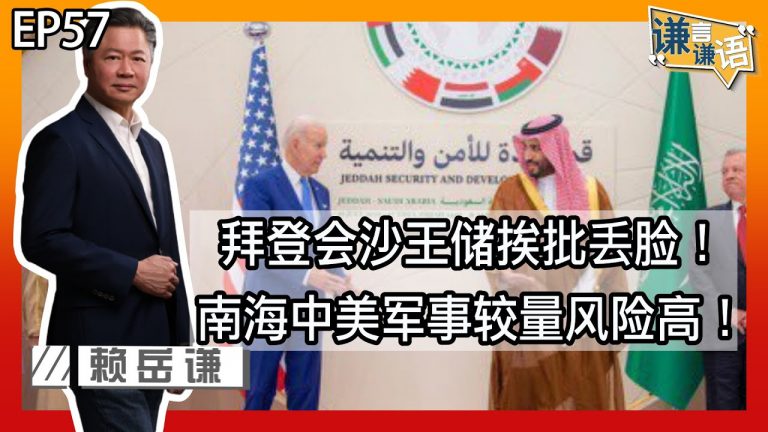 EP57
谦言
谦语
قمة جدة للأمن والتنمية
JEDDAH SECURITY AND DEVELOPMENT
JEDDAH - SAUDI ARABIA
拜登会沙王储挨批丢脸！
南海中美军事较量风险高！
赖岳谦